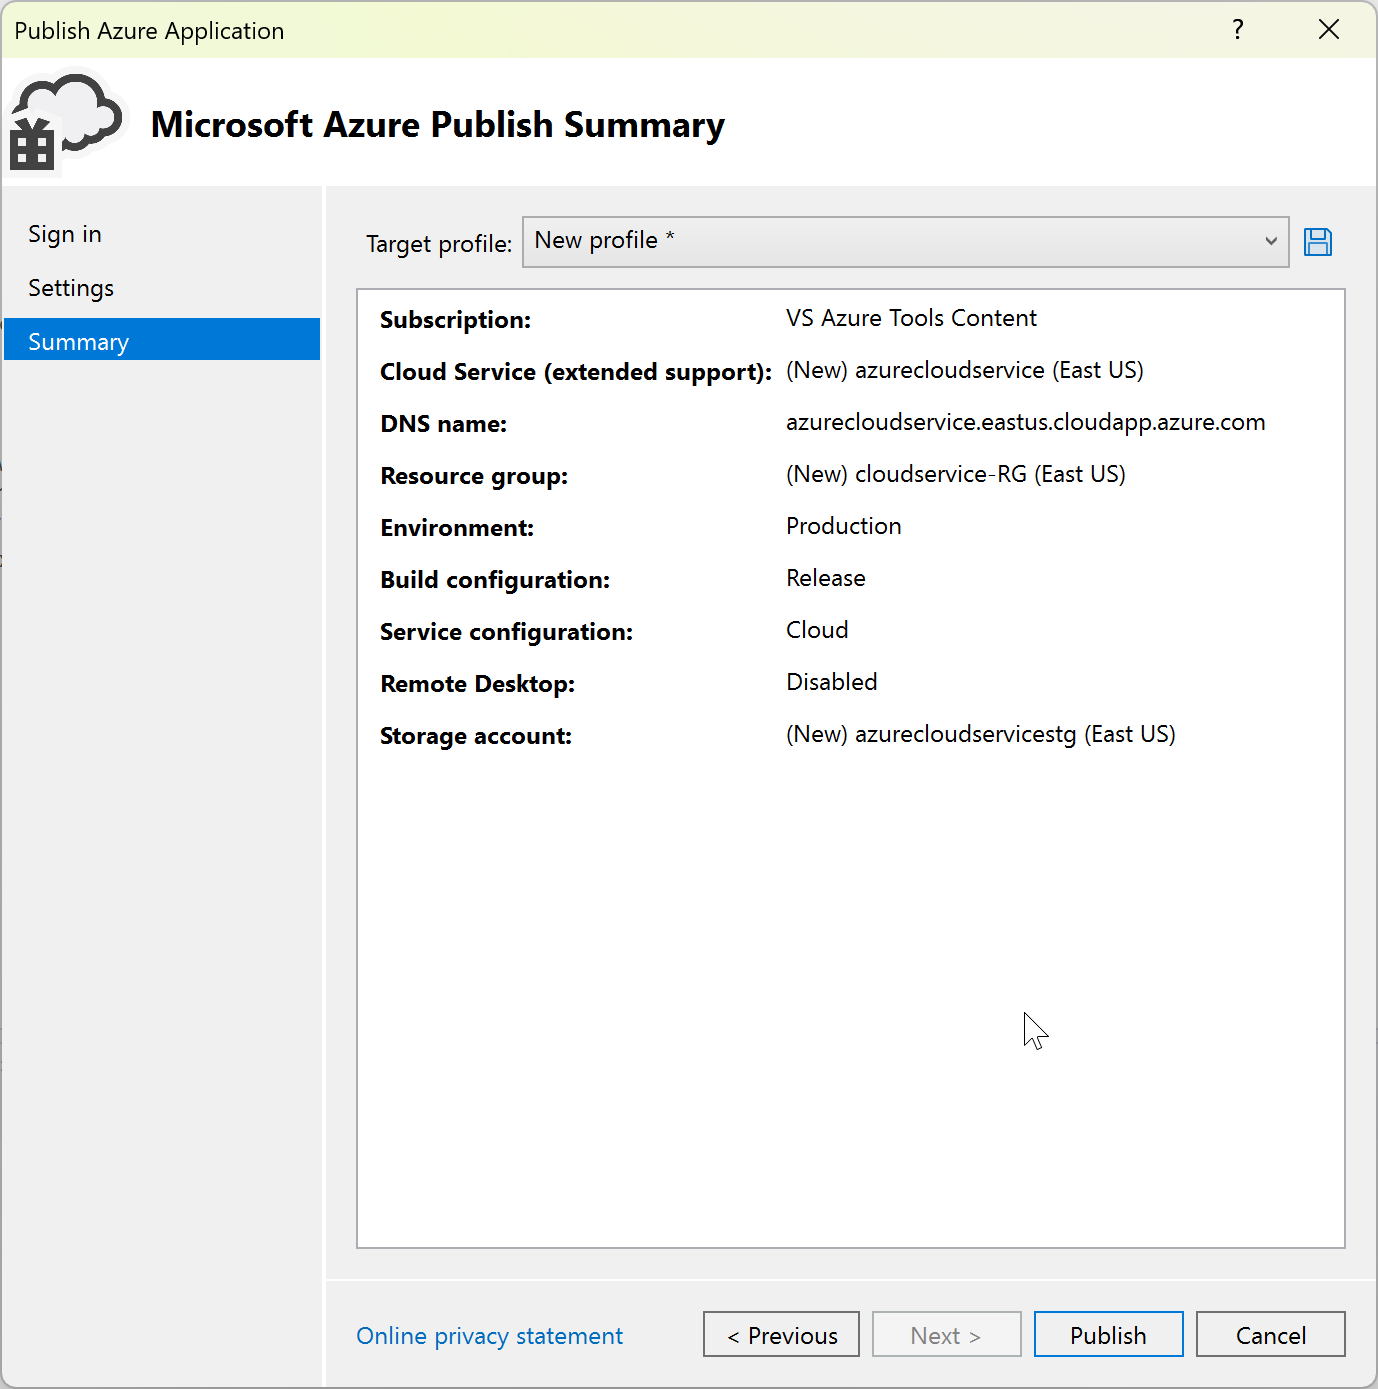 Publish Azure Application ?
Microsoft Azure Publish Summary
Sign in
Settings
Summary
Target profile: New profile *
Subscription: VS Azure Tools Content
Cloud Service (extended support): (New) azurecloudservice (East US)
DNS name: azurecloudservice.eastus.cloudapp.azure.com
Resource group: (New) cloudservice-RG (East US)
Environment: Production
Build configuration: Release
Service configuration: Cloud
Remote Desktop: Disabled
Storage account: (New) azurecloudservicestg (East US)
Online privacy statement < Previous Next > Publish Cancel